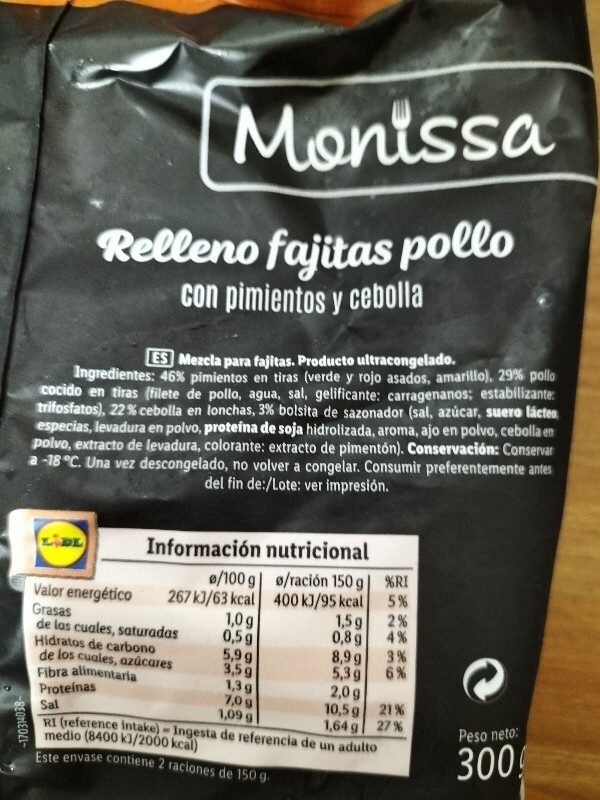 Monissa
Relleno fajitas pollo
con pimientos y cebolla
ES Mezcla para fajitas. Producto ultracongelado.
Ingredientes: 46% pimientos en tiras (verde y rojo asados, amarillo), 29% pollo
cocido en tiras (filete de pollo, agua, sal, gelificante: carragenanos; estabilizante:
trifosfatos), 22% cebolla en lonchas, 3% bolsita de sazonador (sal, azúcar, suero lácteo,
especias, levadura en polvo, proteína de soja hidrolizada, aroma, ajo en polvo, cebolla en
polvo, extracto de levadura, colorante: extracto de pimentón). Conservación: Conservar
a -18 °C. Una vez descongelado, no volver a congelar. Consumir preferentemente antes
del fin de:/Lote: ver impresión.
LIDL
Información nutricional
ø/100 g ø/ración 150 g %RI
Valor energético 267 kJ/63 kcal 400 kJ/95 kcal 5%
Grasas 1,0 g 1,5 g 2%
de las cuales, saturadas 0,5 g 0,8 g 4%
Hidratos de carbono 5,9 g 8,9 g 3%
de los cuales, azúcares 3,5 g 5,3 g 6%
Fibra alimentaria 1,3 g 2,0 g
Proteínas 7,0 g 10,5 g 21%
Sal 1,09 g 1,64 g 27%
RI (reference intake) = Ingesta de referencia de un adulto
medio (8400 kJ/2000 kcal)
Este envase contiene 2 raciones de 150 g.
-170314038-
Peso neto:
300 g